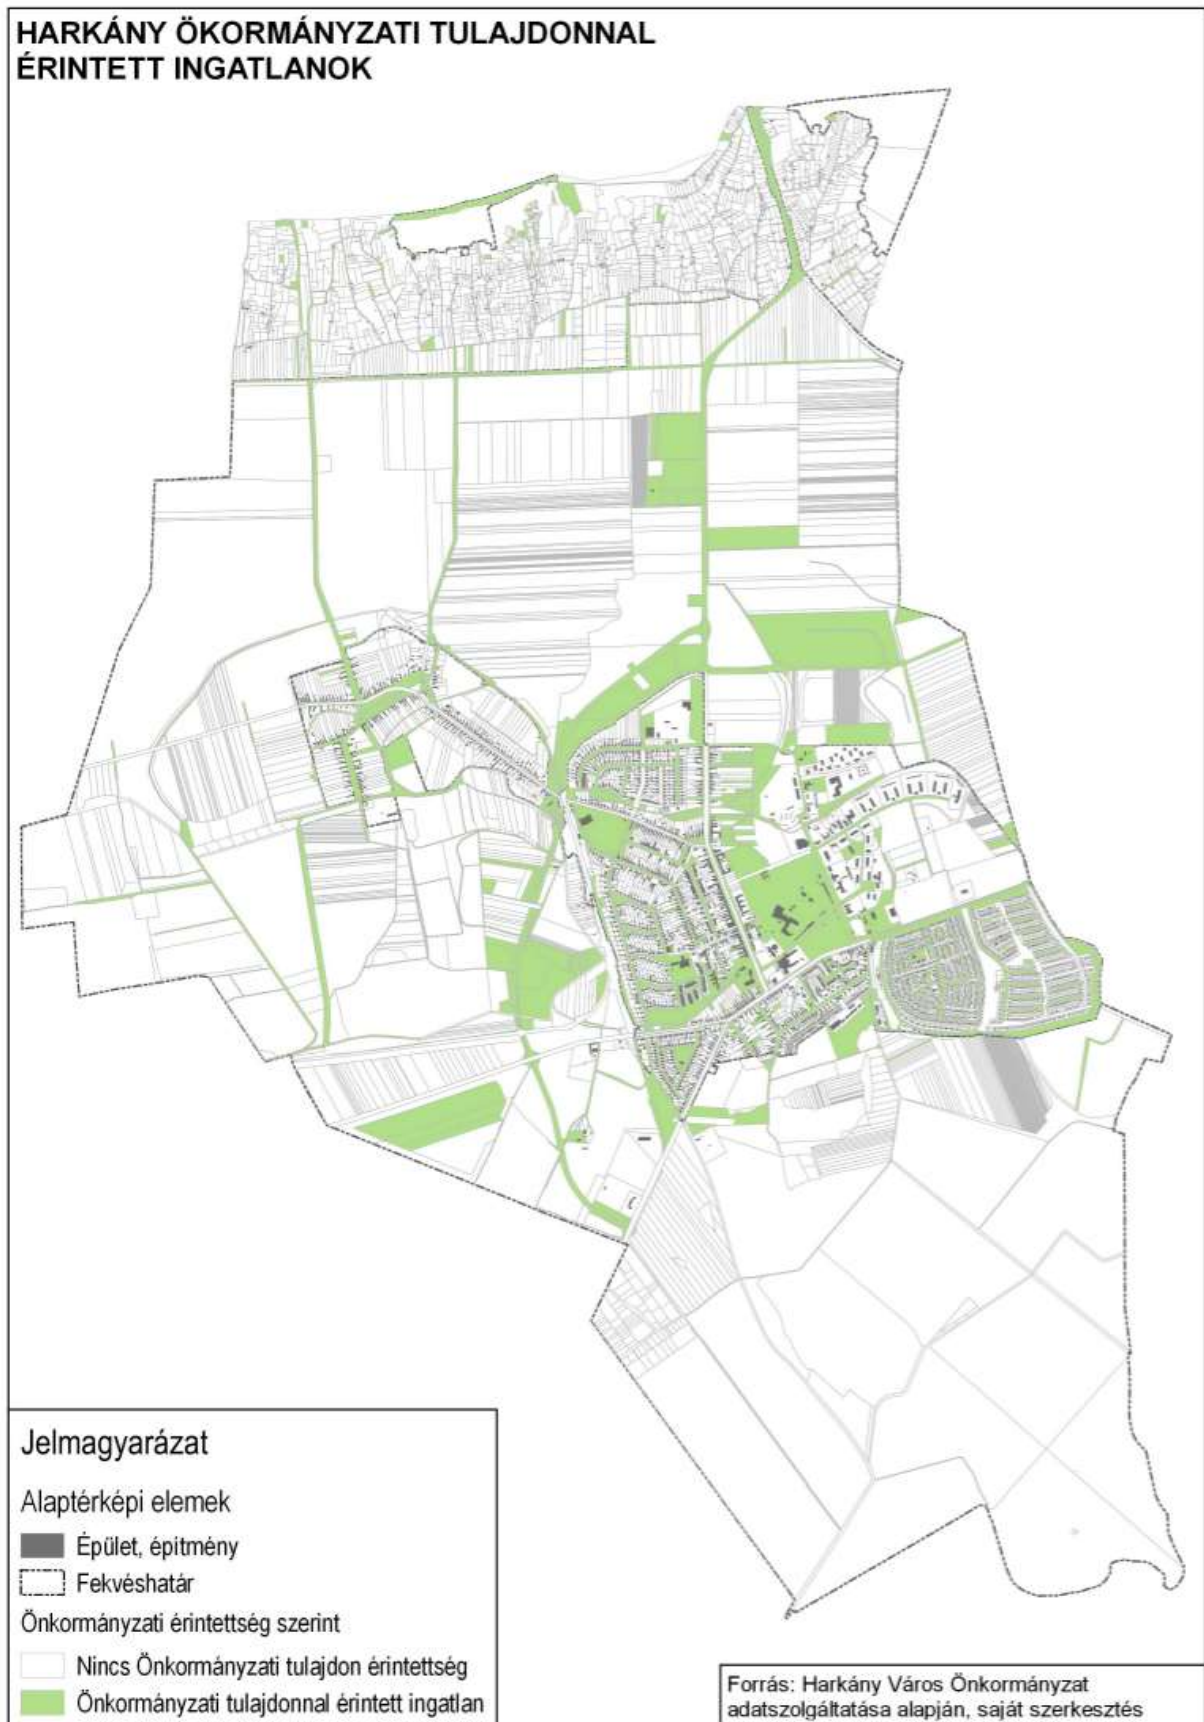 HARKÁNY ÖKORMÁNYZATI TULAJDONNAL
ÉRINTETT INGATLANOK
Jelmagyarázat
Alaptérképi elemek
Épület, építmény
Fekvéshatár
Önkormányzati érintettség szerint
Nincs Önkormányzati tulajdon érintettség
Önkormányzati tulajdonnal érintett ingatlan
Forrás: Harkány Város Önkormányzat
adatszolgáltatása alapján, saját szerkesztés